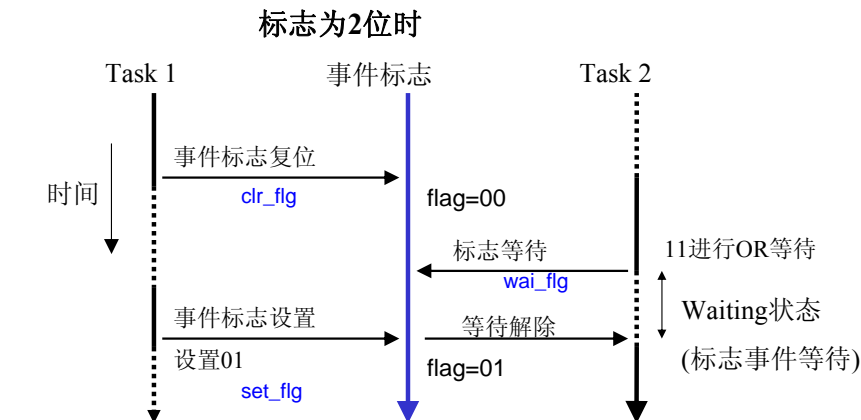 标志为2位时
Task 1
事件标志
Task 2
时间
事件标志复位
clr_flg
flag=00
标志等待
wai_flg
11进行OR等待
Waiting状态
(标志事件等待)
事件标志设置
设置01
set_flg
等待解除
flag=01